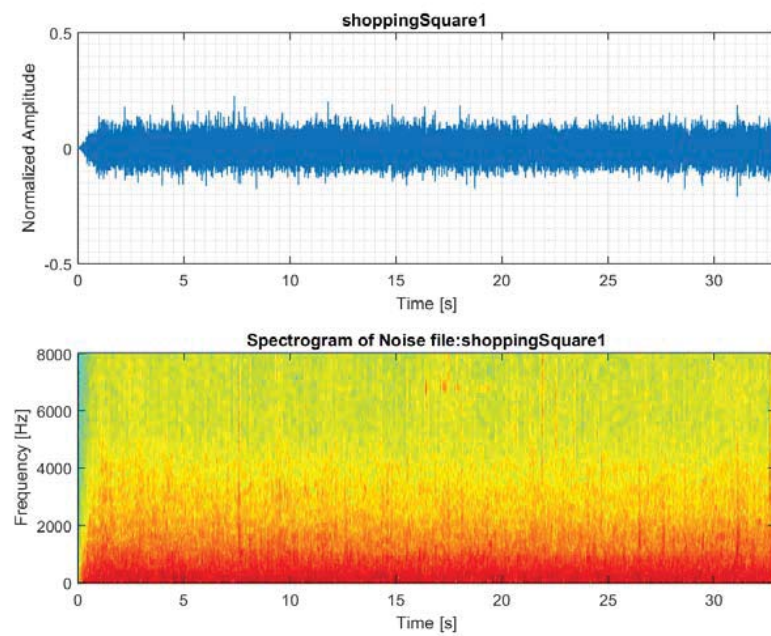 shoppingSquare1
0.5
0
-0.5
Normalized Amplitude
0 5 10 15 20 25 30
Time [s]
Spectrogram of Noise file:shoppingSquare1
8000
6000
4000
2000
0
Frequency [Hz]
0 5 10 15 20 25 30
Time [s]